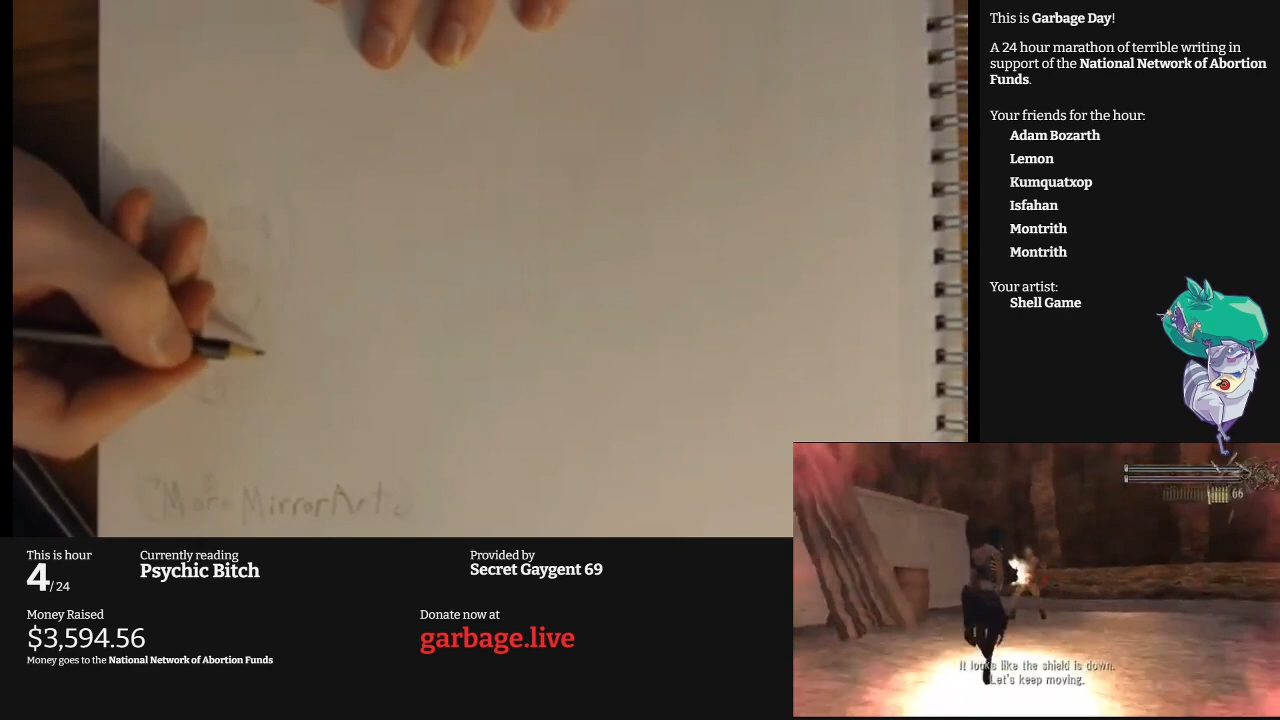 This is Garbage Day!
A 24 hour marathon of terrible writing in
support of the National Network of Abortion
Funds.
Your friends for the hour:
Adam Bozarth
Lemon
Kumquatxop
Isfahan
Montrith
Montrith
Your artist:
Shell Game
"More MirrorArt"
66
It looks like the shield is down.
Let's keep moving.
This is hour
4/ 24
Currently reading
Psychic Bitch
Provided by
Secret Gaygent 69
Money Raised
$3,594.56
Money goes to the National Network of Abortion Funds
Donate now at
garbage.live